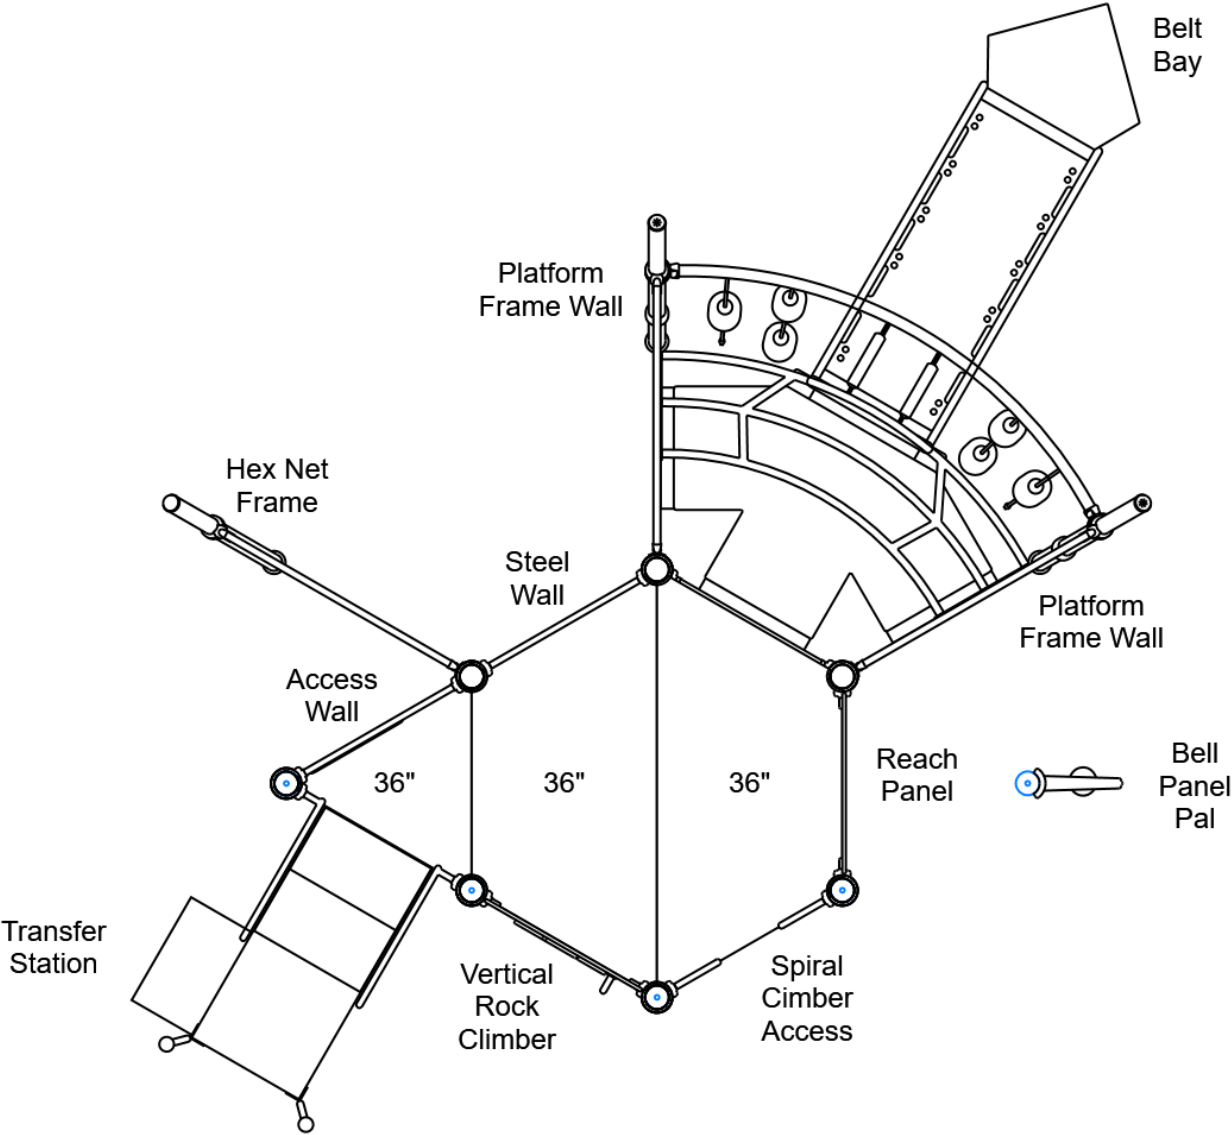 Belt
Bay
Platform
Frame Wall
Hex Net
Frame
Steel
Wall
Platform
Frame Wall
Access
Wall
36"
36"
36"
Reach
Panel
Bell
Panel
Pal
Transfer
Station
Vertical
Rock
Climber
Spiral
Cimber
Access